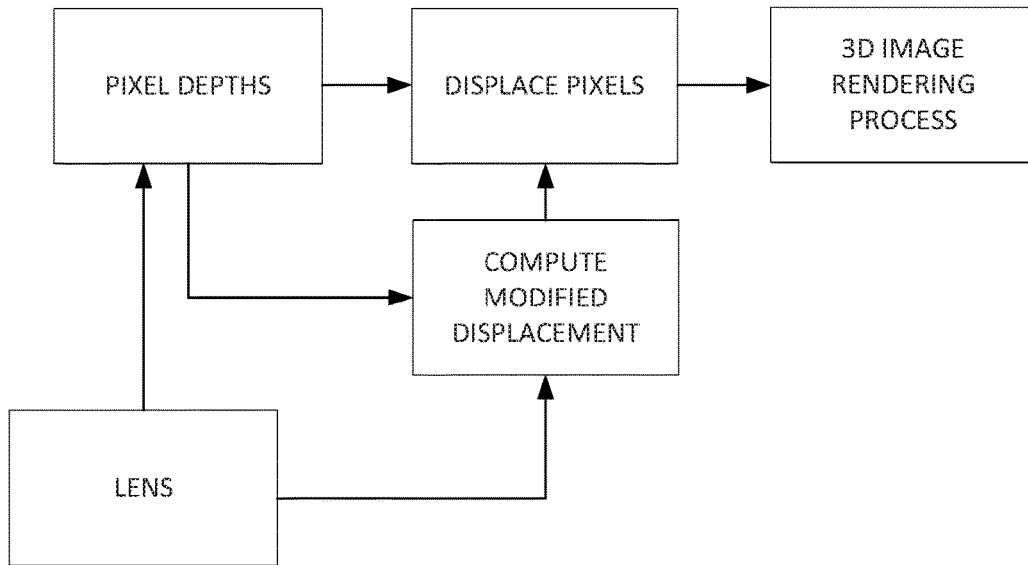 PIXEL DEPTHS
DISPLACE PIXELS
3D IMAGE
RENDERING
PROCESS
COMPUTE
MODIFIED
DISPLACEMENT
LENS